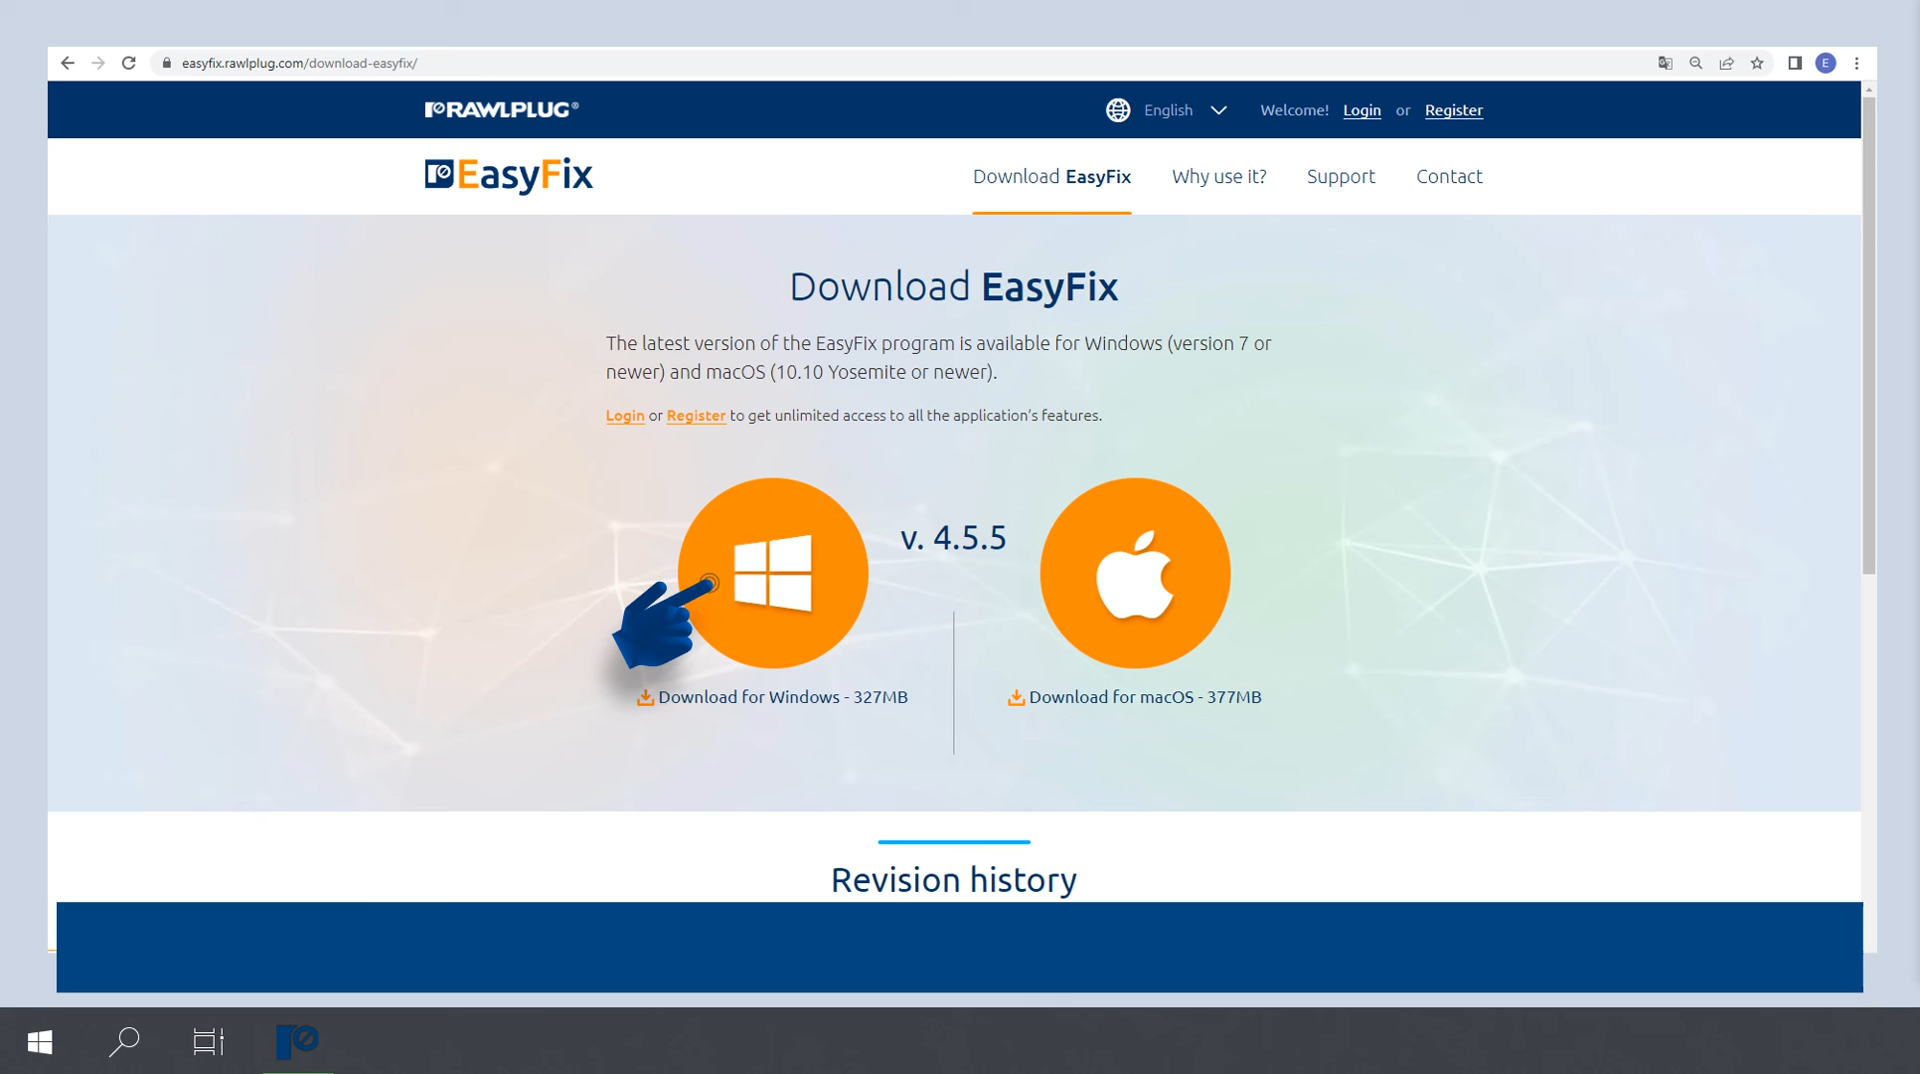 easyfix.rawlplug.com/download-easyfix/
E
RAWLPLUG®
English
Welcome! Login or Register
EasyFix
Download EasyFix
Why use it?
Support
Contact
Download EasyFix
The latest version of the EasyFix program is available for Windows (version 7 or
newer) and macOS (10.10 Yosemite or newer).
Login or Register to get unlimited access to all the application's features.
v. 4.5.5
Download for Windows - 327MB
Download for macOS - 377MB
Revision history